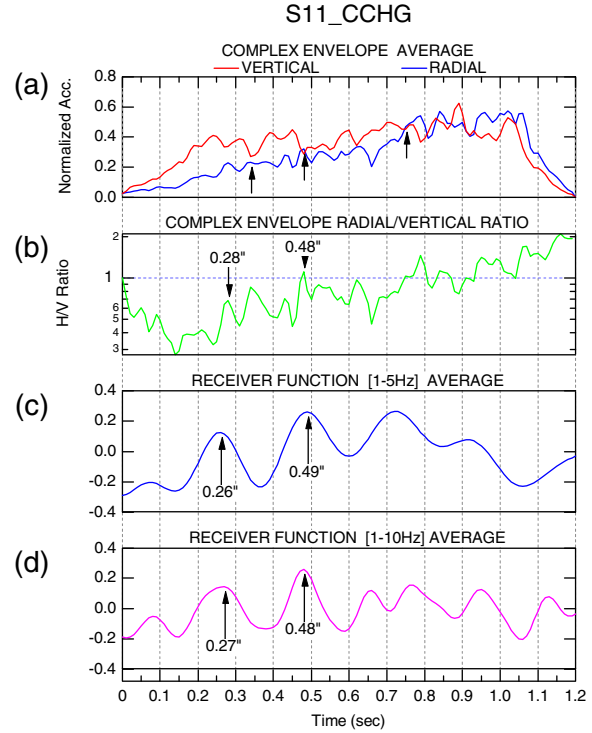 S11_CCHG
COMPLEX ENVELOPE AVERAGE
VERTICAL RADIAL
(a)
Normalized Acc.
0.8
0.6
0.4
0.2
0.0
COMPLEX ENVELOPE RADIAL/VERTICAL RATIO
(b)
H/V Ratio
2
1
6
5
3
0.28"
0.48"
RECEIVER FUNCTION [1-5Hz] AVERAGE
(c)
0.4
0.2
0.0
-0.2
-0.4
0.26"
0.49"
RECEIVER FUNCTION [1-10Hz] AVERAGE
(d)
0.4
0.2
0.0
-0.2
-0.4
0.27"
0.48"
0 0.1 0.2 0.3 0.4 0.5 0.6 0.7 0.8 0.9 1.0 1.1 1.2
Time (sec)